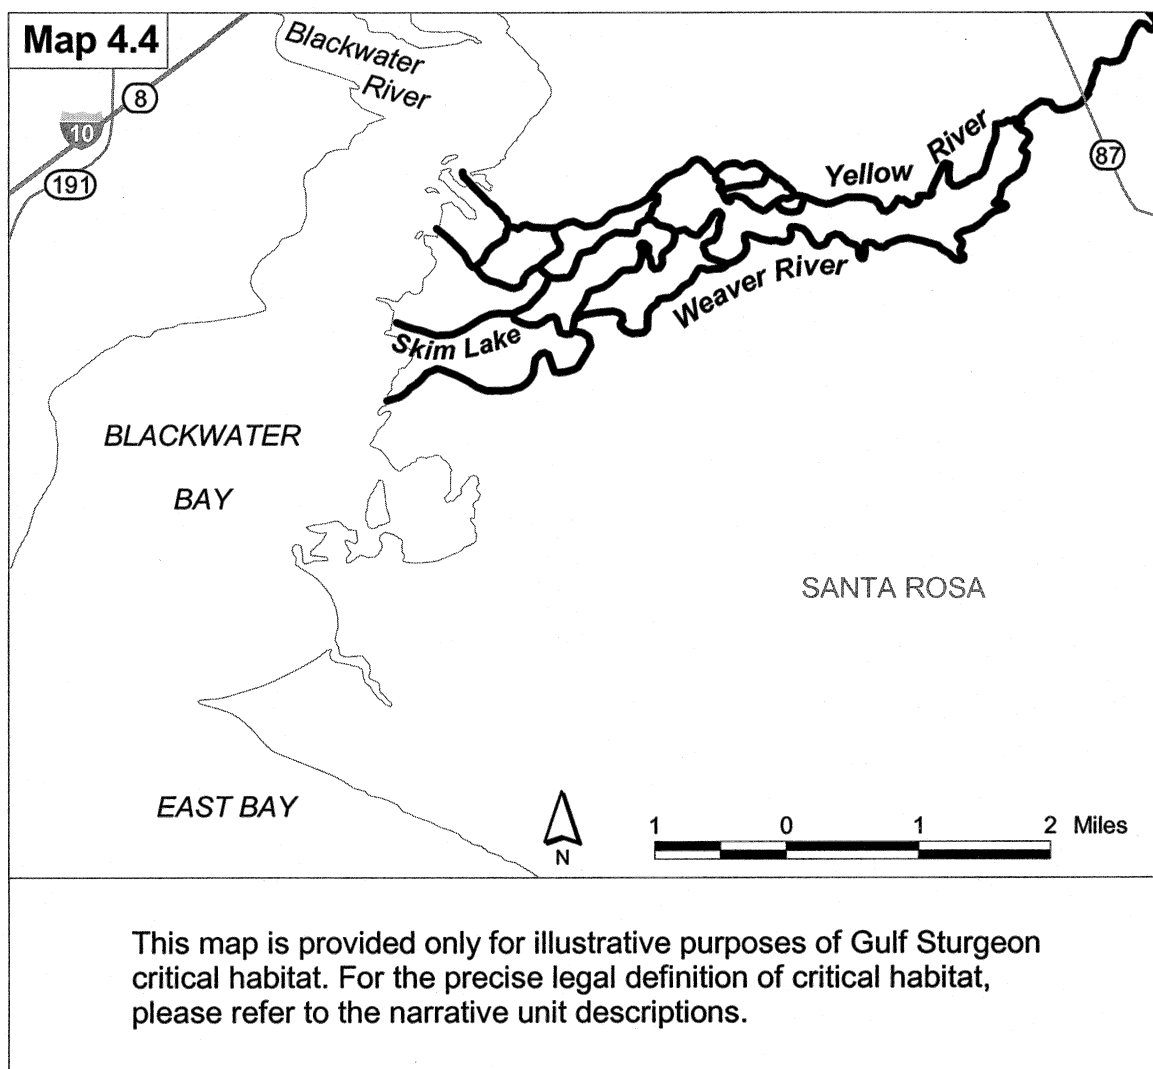 Map 4.4
Blackwater
River
8
10
191
87
Yellow River
Weaver River
Skim Lake
BLACKWATER
BAY
SANTA ROSA
EAST BAY
N
1 0 1 2 Miles
This map is provided only for illustrative purposes of Gulf Sturgeon
critical habitat. For the precise legal definition of critical habitat,
please refer to the narrative unit descriptions.